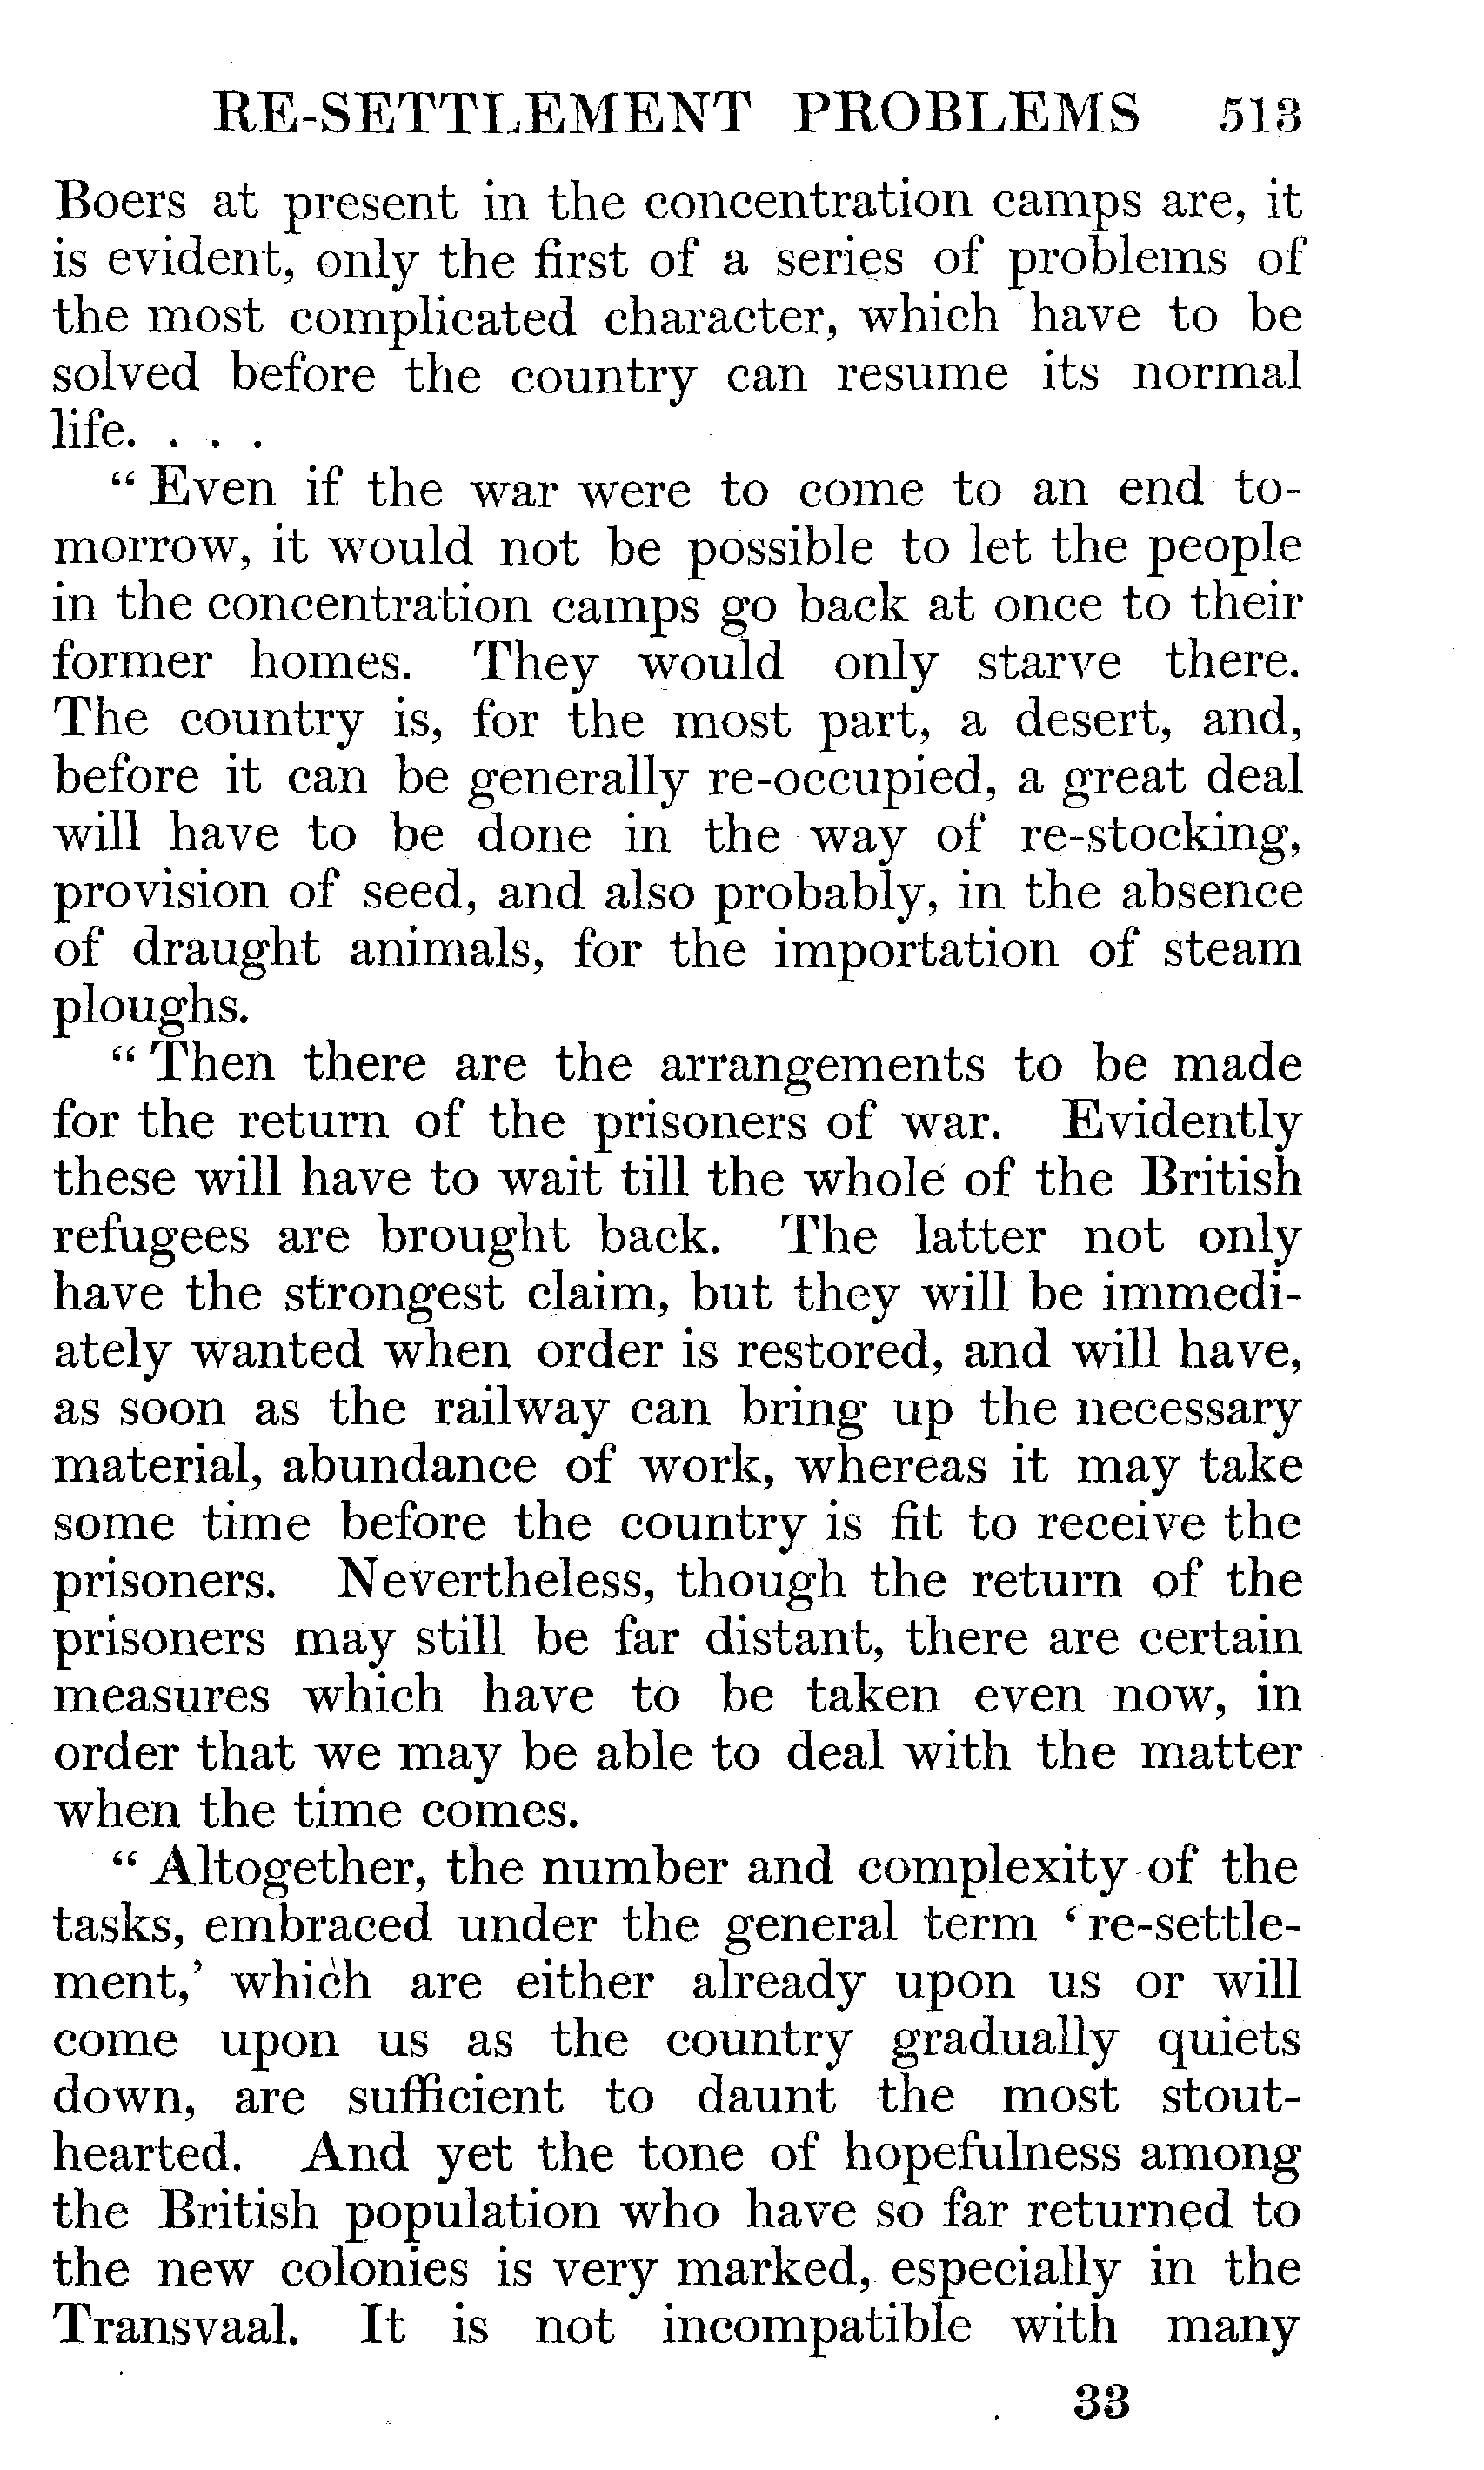 RE-SETTLEMENT PROBLEMS 513
Boers at present in the concentration camps are, it
is evident, only the first of a series of problems of
the most complicated character, which have to be
solved before the country can resume its normal
life. . . .
“ Even if the war were to come to an end to-
morrow, it would not be possible to let the people
in the concentration camps go back at once to their
former homes. They would only starve there.
The country is, for the most part, a desert, and,
before it can be generally re-occupied, a great deal
will have to be done in the way of re-stocking,
provision of seed, and also probably, in the absence
of draught animals, for the importation of steam
ploughs.
“ Then there are the arrangements to be made
for the return of the prisoners of war. Evidently
these will have to wait till the whole of the British
refugees are brought back. The latter not only
have the strongest claim, but they will be immedi-
ately wanted when order is restored, and will have,
as soon as the railway can bring up the necessary
material, abundance of work, whereas it may take
some time before the country is fit to receive the
prisoners. Nevertheless, though the return of the
prisoners may still be far distant, there are certain
measures which have to be taken even now, in
order that we may be able to deal with the matter
when the time comes.
“ Altogether, the number and complexity of the
tasks, embraced under the general term ‘ re-settle-
ment,’ which are either already upon us or will
come upon us as the country gradually quiets
down, are sufficient to daunt the most stout-
hearted. And yet the tone of hopefulness among
the British population who have so far returned to
the new colonies is very marked, especially in the
Transvaal. It is not incompatible with many
33